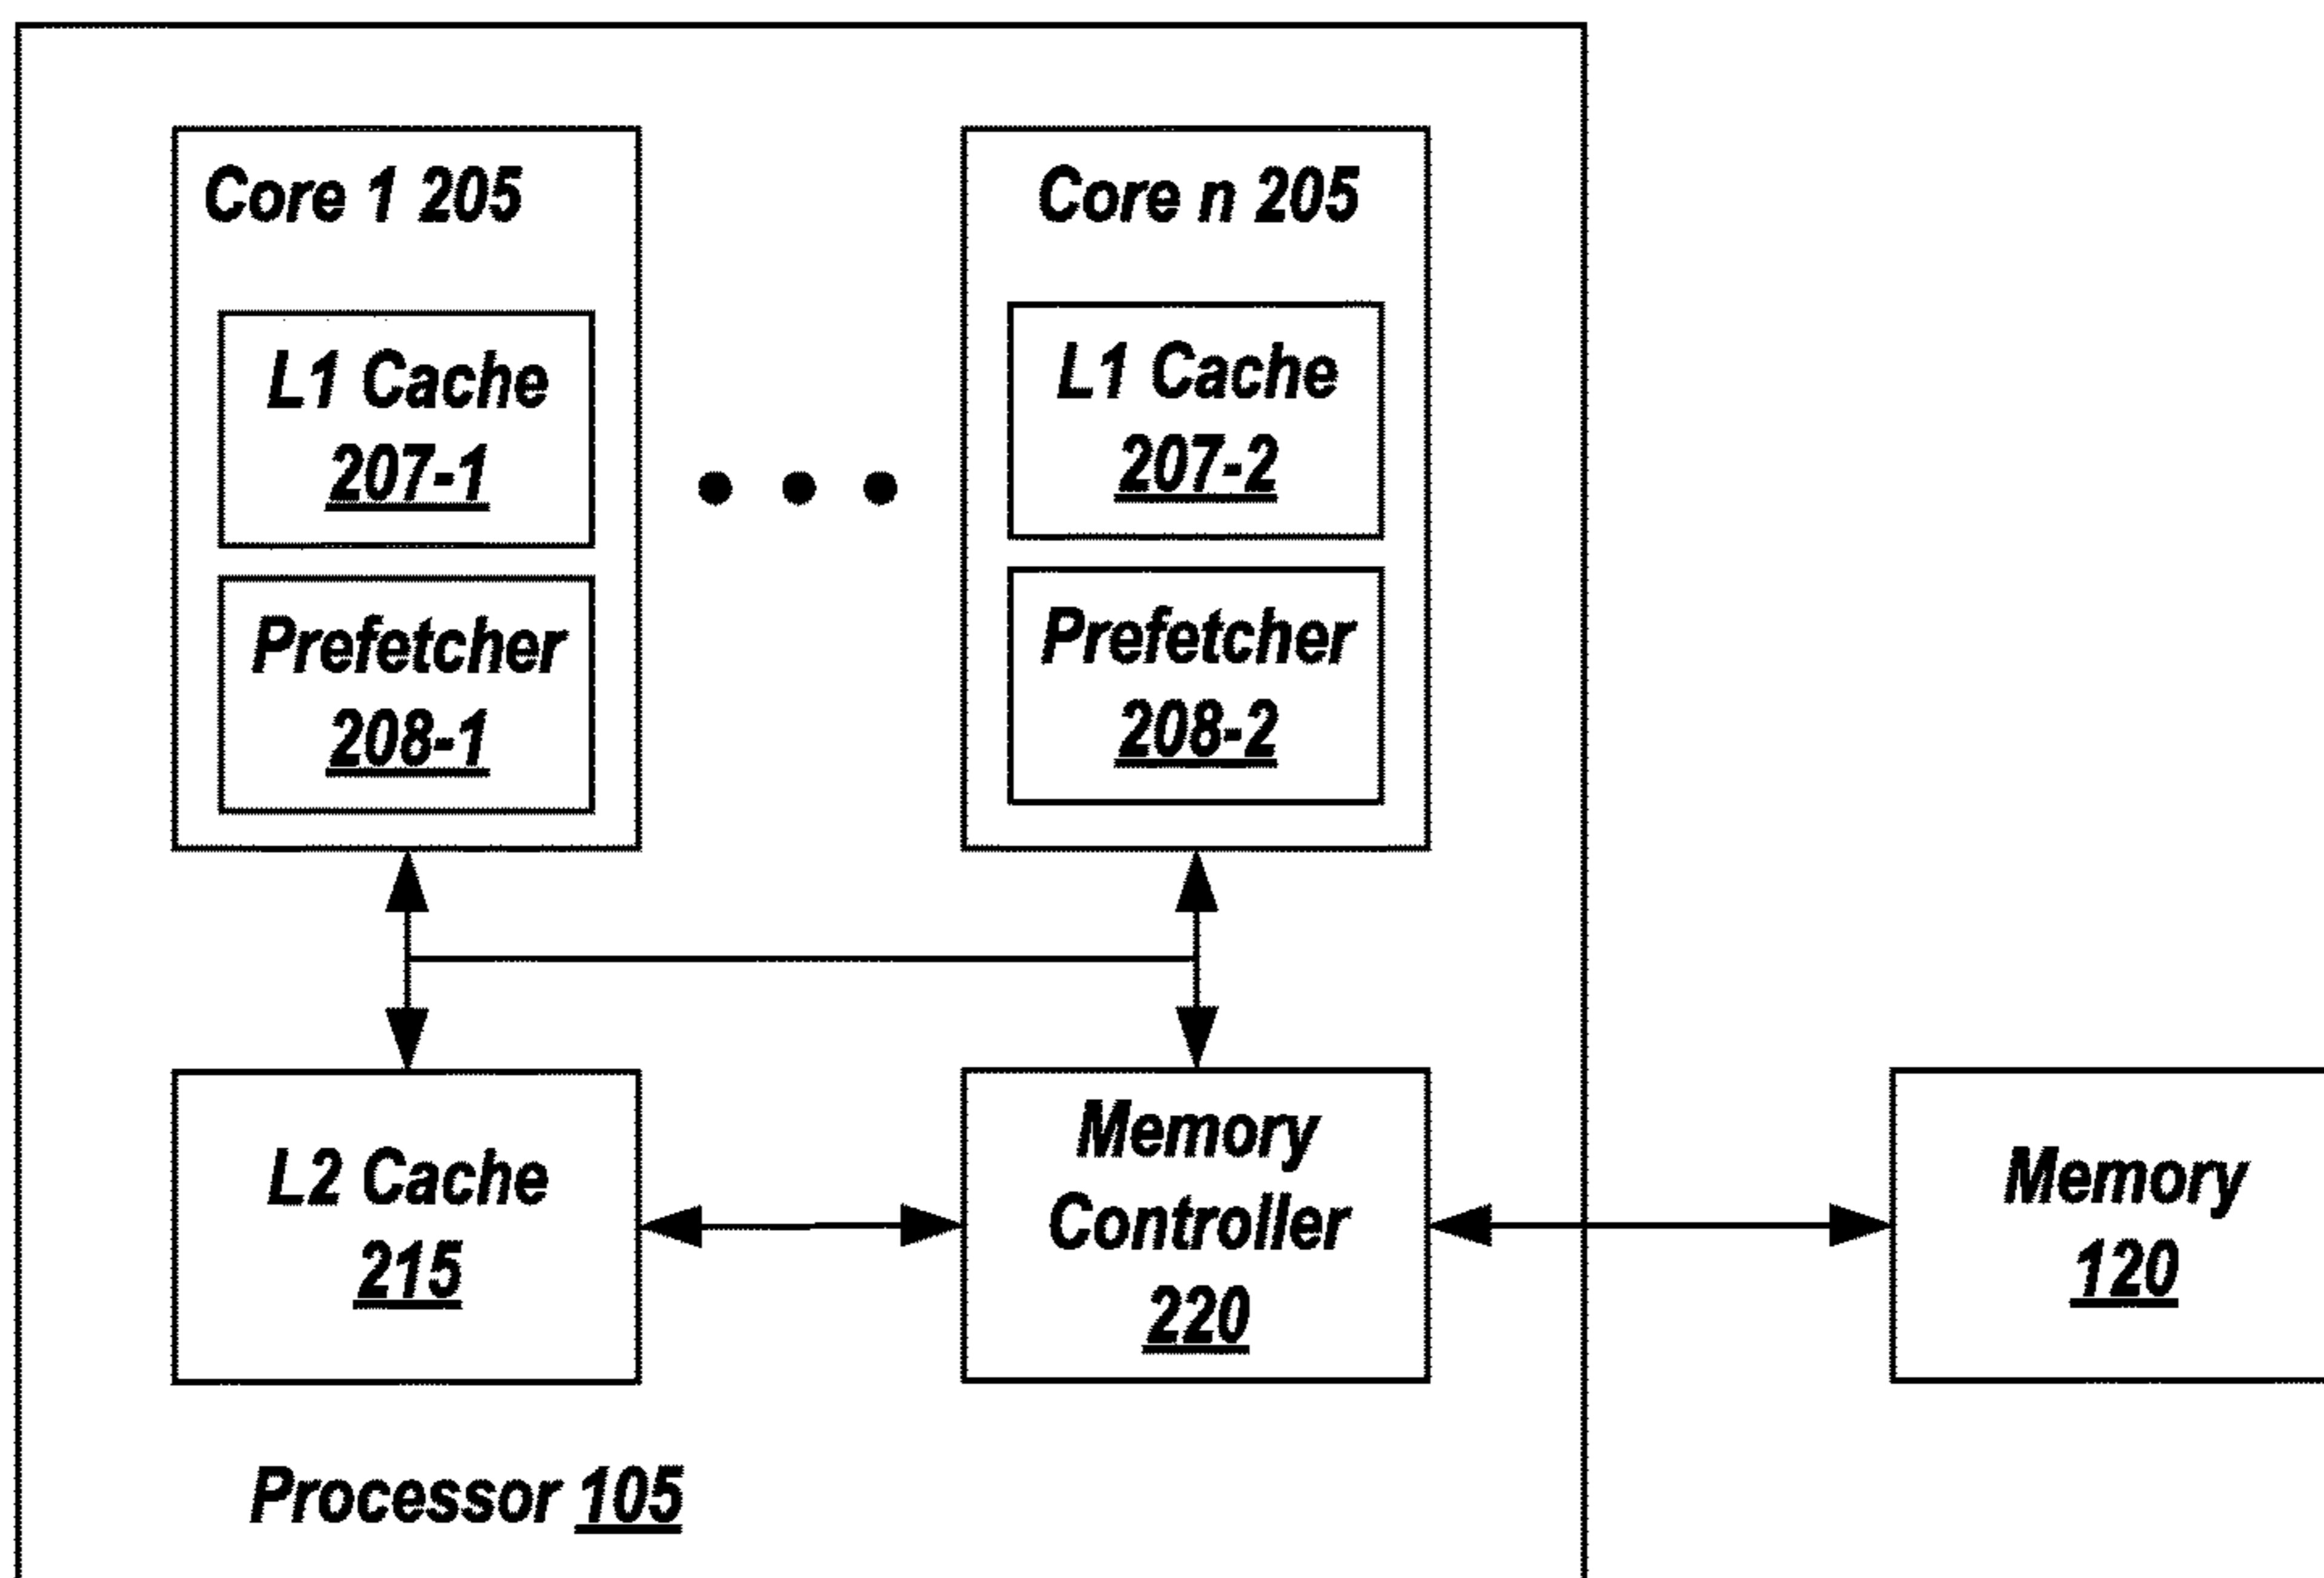 Core 1 205
L1 Cache
207-1
Prefetcher
208-1
Core n 205
L1 Cache
207-2
Prefetcher
208-2
L2 Cache
215
Memory
Controller
220
Memory
120
Processor 105